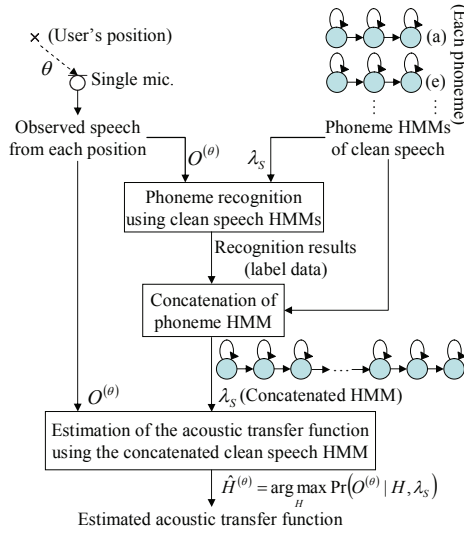 × (User's position)
θ
Single mic.
(a)
(e)
(Each phoneme)
Observed speech
from each position
Phoneme HMMs
of clean speech
O^(θ)
λ_S
Phoneme recognition
using clean speech HMMs
Recognition results
(label data)
Concatenation of
phoneme HMM
O^(θ)
λ_S (Concatenated HMM)
Estimation of the acoustic transfer function
using the concatenated clean speech HMM
Ĥ^(θ) = arg max_H Pr(O^(θ) | H, λ_S)
Estimated acoustic transfer function